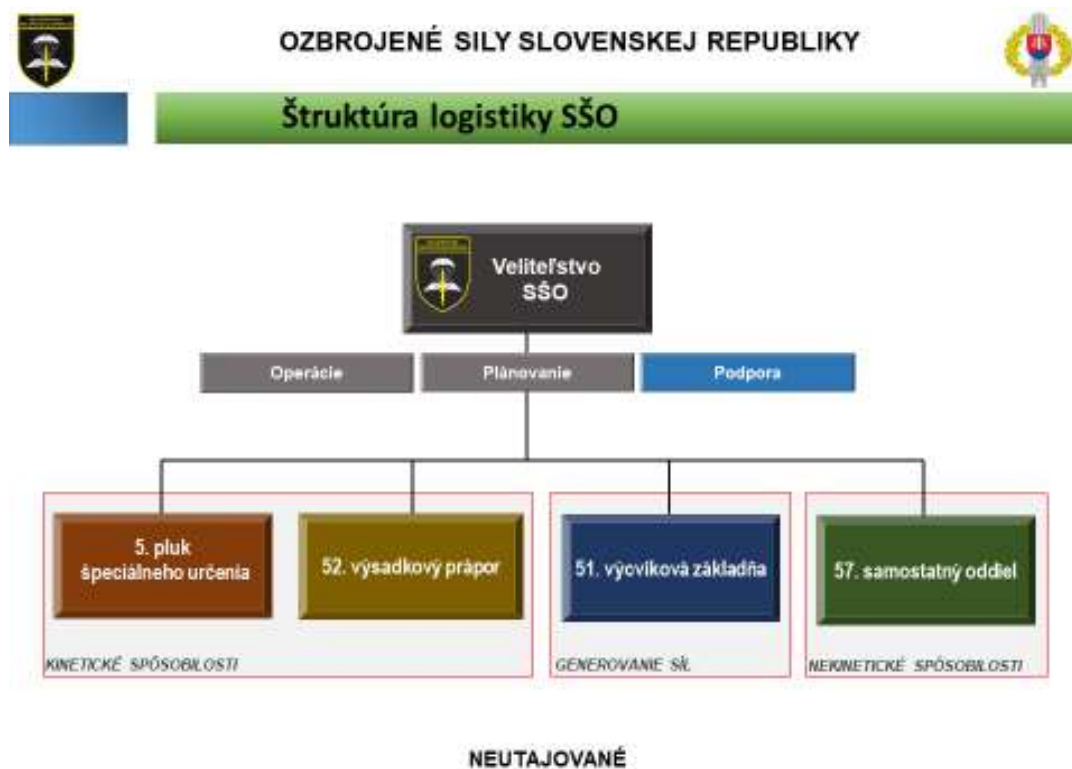 OZBROJENÉ SILY SLOVENSKEJ REPUBLIKY
Štruktúra logistiky SŠO
Veliteľstvo
SŠO
Operácie
Plánovanie
Podpora
5. pluk
špeciálneho určenia
52. výsadkový prápor
51. výcviková základňa
57. samostatný oddiel
KINETICKÉ SPÔSOBILOSTI
GENEROVANIE SÍL
NEKINETICKÉ SPÔSOBILOSTI
NEUTAJOVANÉ